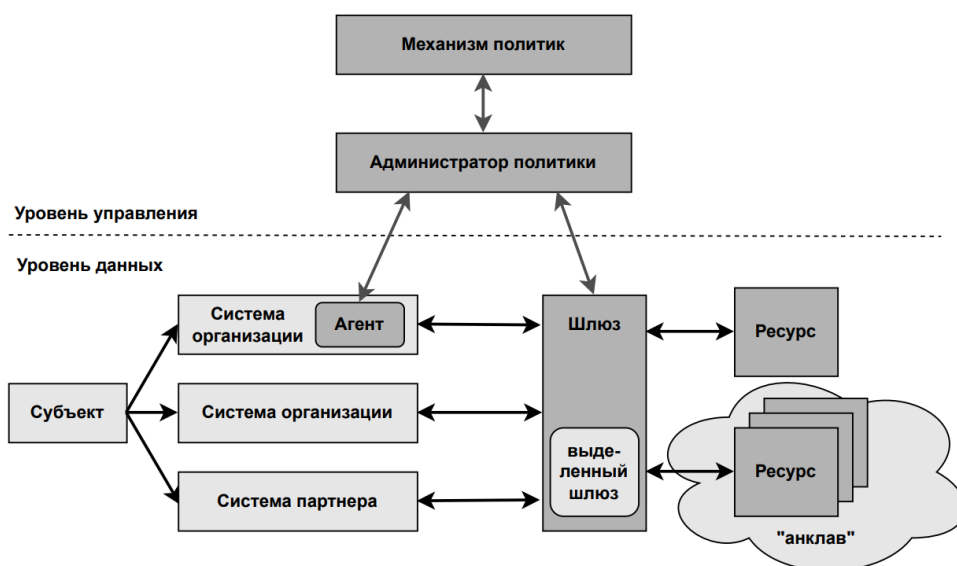 Механизм политик
Администратор политики
Уровень управления
Уровень данных
Система
организации
Агент
Шлюз
Ресурс
Субъект
Система организации
выде-
ленный
шлюз
Ресурс
Система партнера
"анклав"